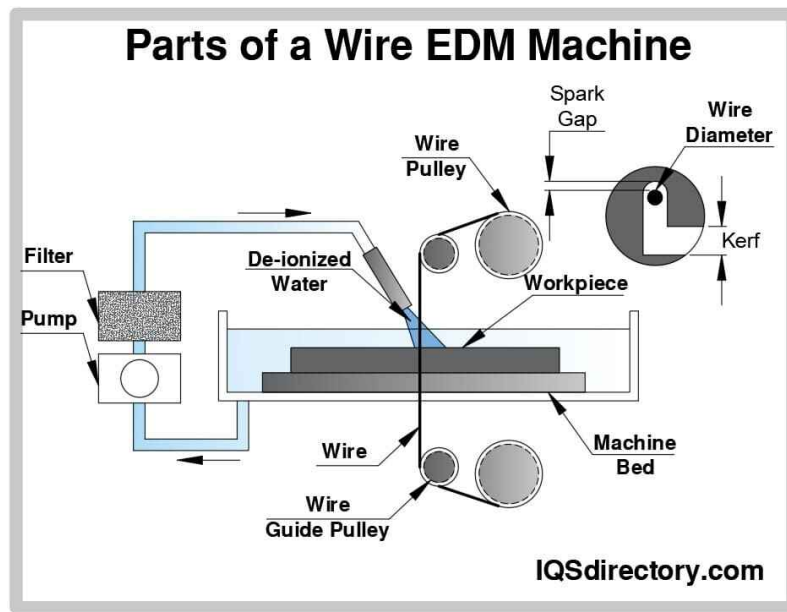 Parts of a Wire EDM Machine
Spark
Gap
Wire
Diameter
Wire
Pulley
Kerf
Filter
De-ionized
Water
Workpiece
Pump
Wire
Machine
Bed
Wire
Guide Pulley
IQSdirectory.com